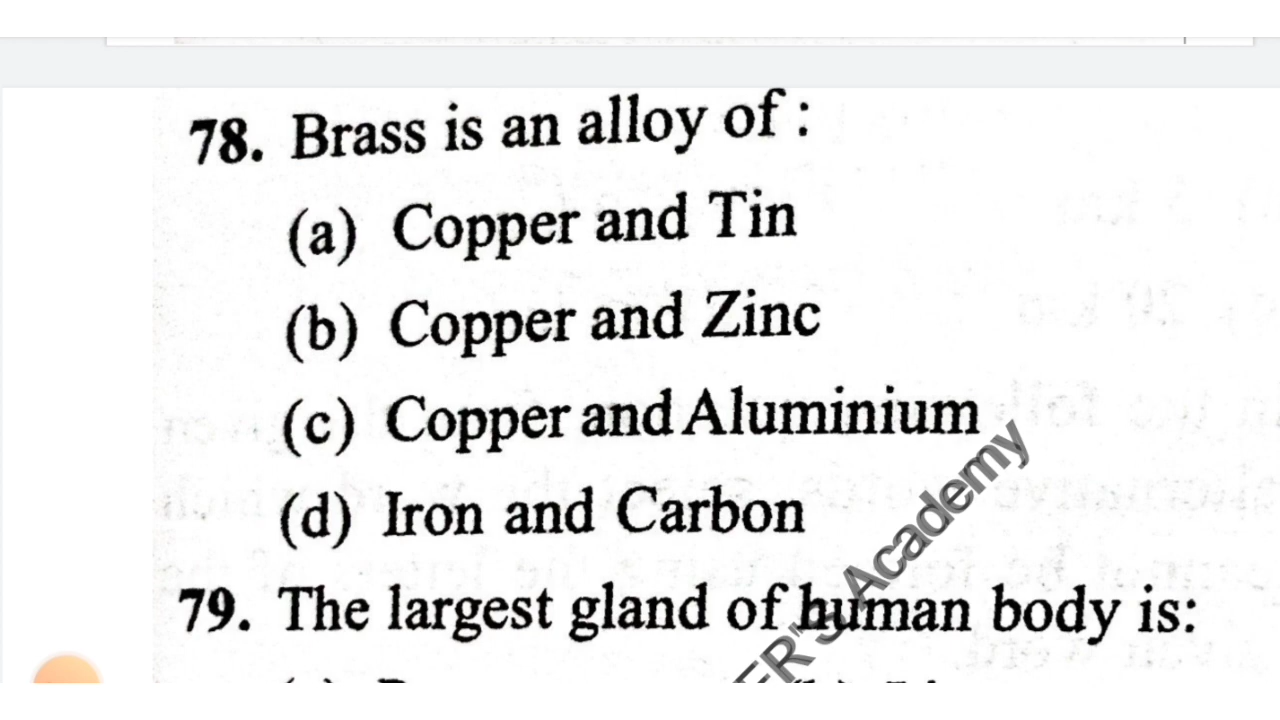 78. Brass is an alloy of :
(a) Copper and Tin
(b) Copper and Zinc
(c) Copper and Aluminium
(d) Iron and Carbon
79. The largest gland of human body is:
ER'S Academy